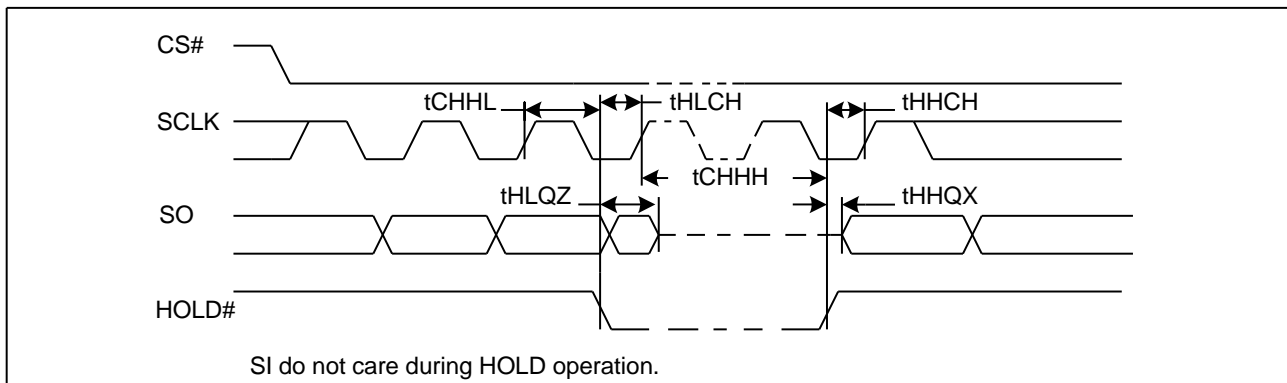 CS#
tCHHL
tHLCH
tHHCH
SCLK
tCHHH
tHLQZ
tHHQX
SO
HOLD#
SI do not care during HOLD operation.